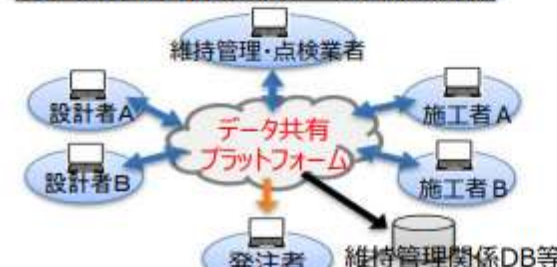 維持管理・点検業者
設計者A
施工者A
データ共有
プラットフォーム
設計者B
施工者B
発注者
維持管理関係DB等